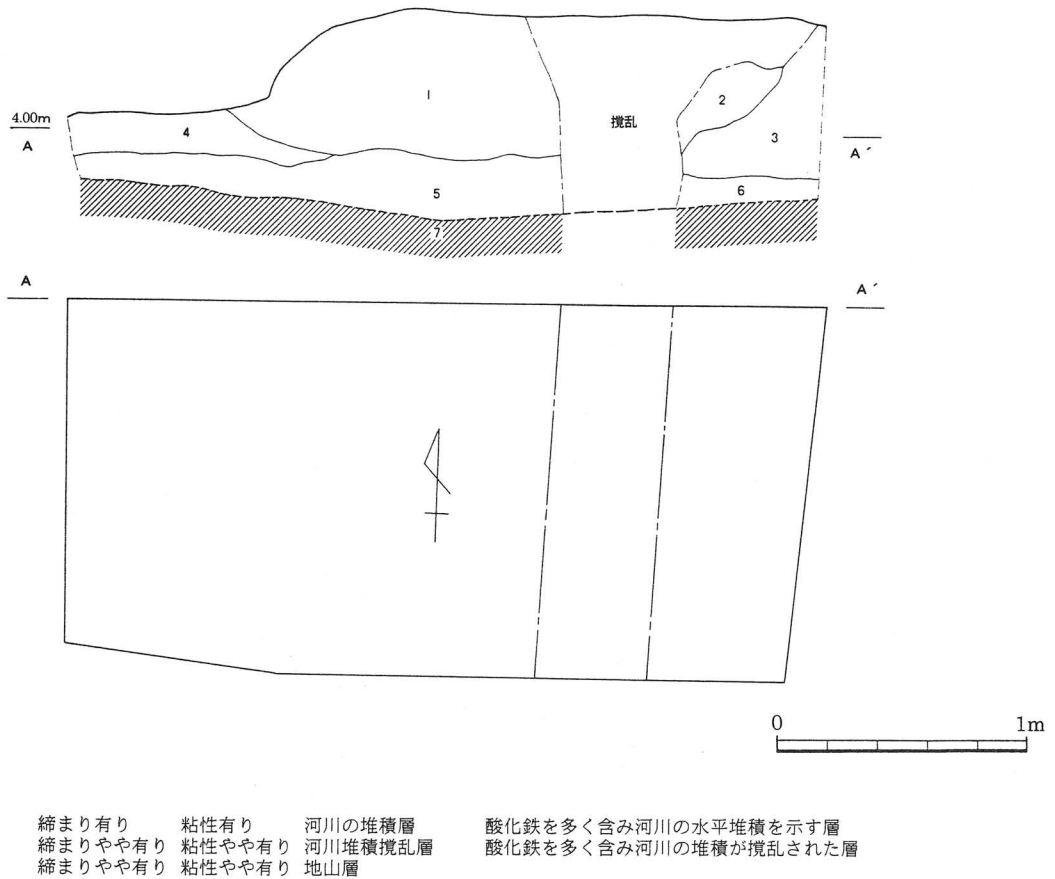 1
2
撹乱
3
4.00m
A
4
A´
5
6
7
A
A´
0 1m
締まり有り 粘性有り 河川の堆積層 酸化鉄を多く含み河川の水平堆積を示す層
締まりやや有り 粘性やや有り 河川堆積撹乱層 酸化鉄を多く含み河川の堆積が撹乱された層
締まりやや有り 粘性やや有り 地山層